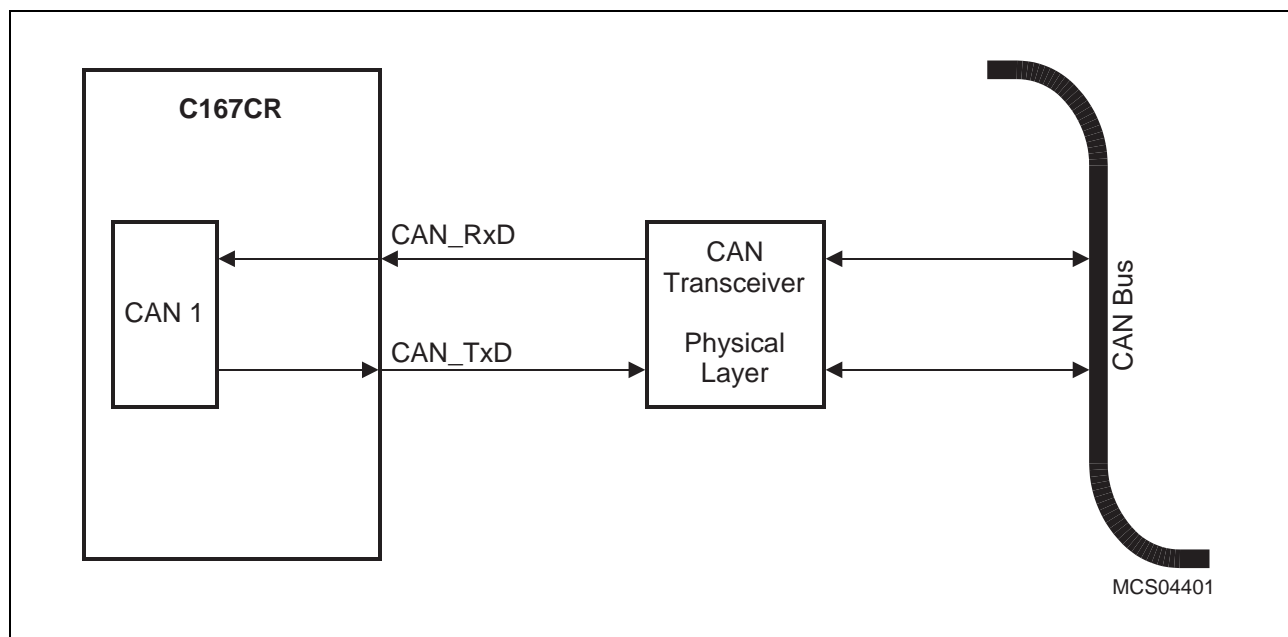 C167CR
CAN 1
CAN_RxD
CAN_TxD
CAN
Transceiver
Physical
Layer
CAN Bus
MCS04401